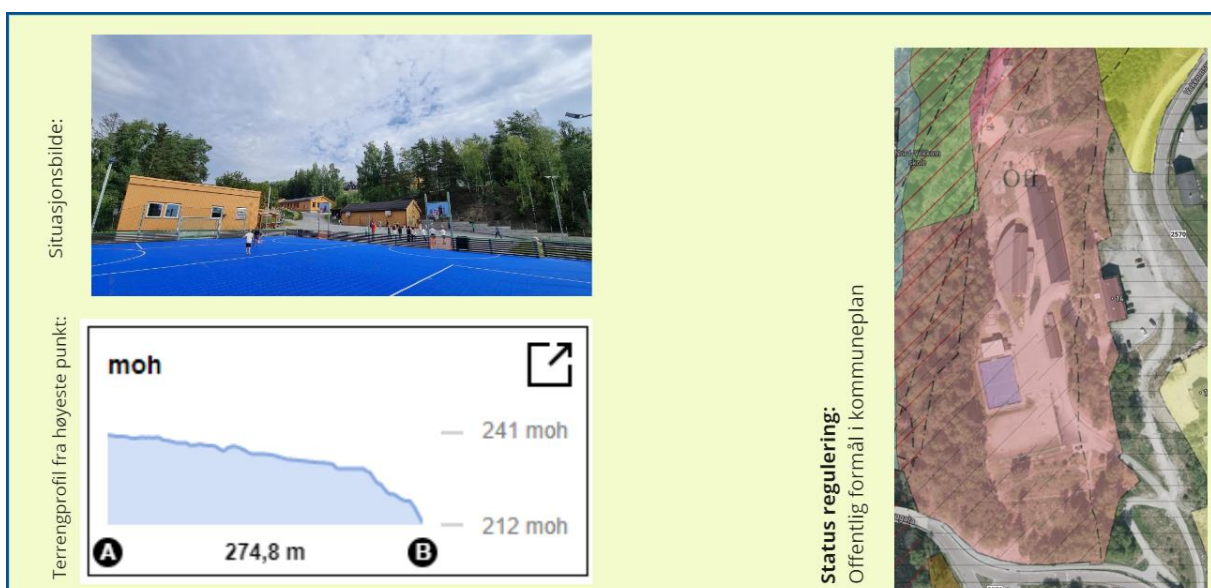 Situasjonsbilde:
Terrengprofil fra høyeste punkt:
moh
241 moh
212 moh
A
274,8 m
B
Status regulering:
Offentlig formål i kommuneplan
Off
skole
2570